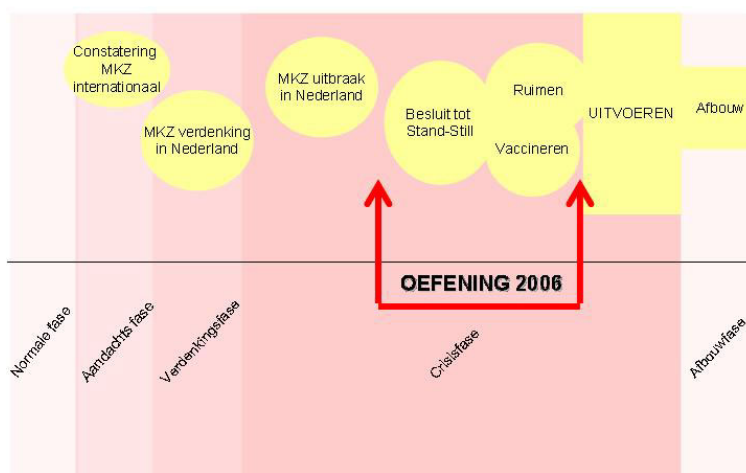 Constatering
MKZ
internationaal
MKZ verdenking
in Nederland
MKZ uitbraak
in Nederland
Besluit tot
Stand-Still
Ruimen
Vaccineren
UITVOEREN
Afbouw
OEFENING 2006
Normale fase
Aandachts fase
Verdenkingsfase
Crisisfase
Afbouwfase